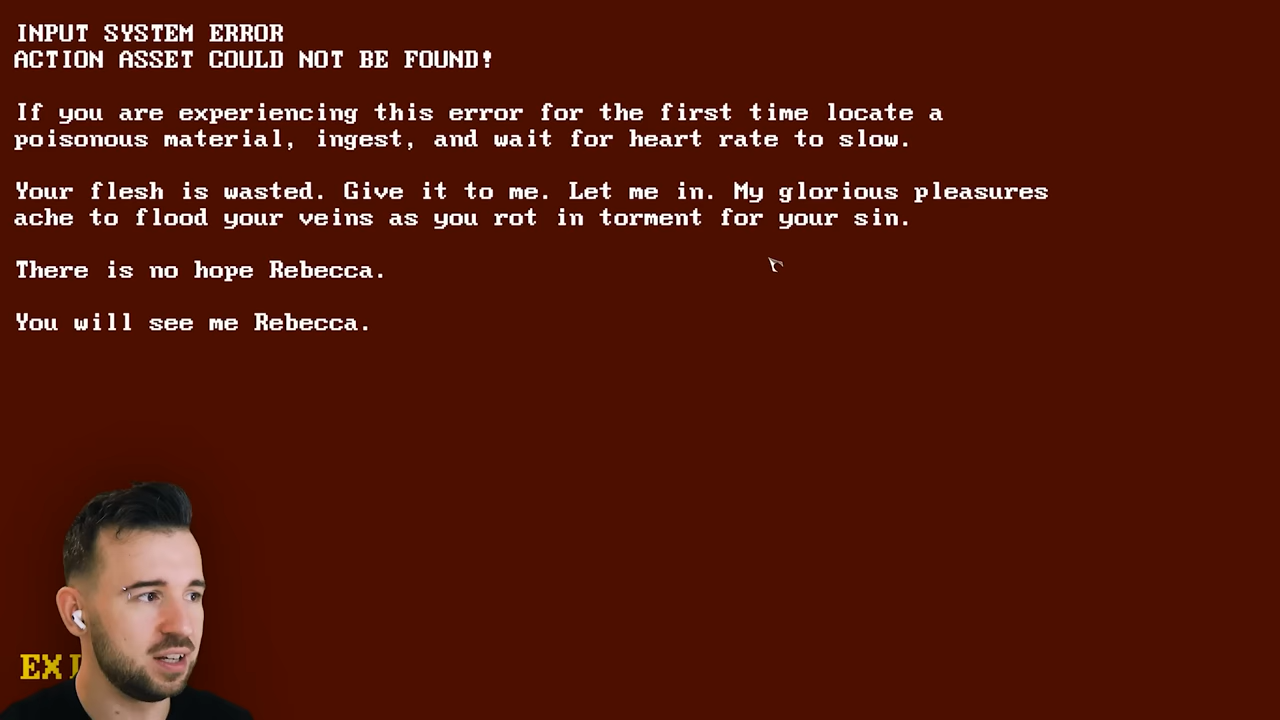 INPUT SYSTEM ERROR
ACTION ASSET COULD NOT BE FOUND!
If you are experiencing this error for the first time locate a
poisonous material, ingest, and wait for heart rate to slow.
Your flesh is wasted. Give it to me. Let me in. My glorious pleasures
ache to flood your veins as you rot in torment for your sin.
There is no hope Rebecca.
You will see me Rebecca.